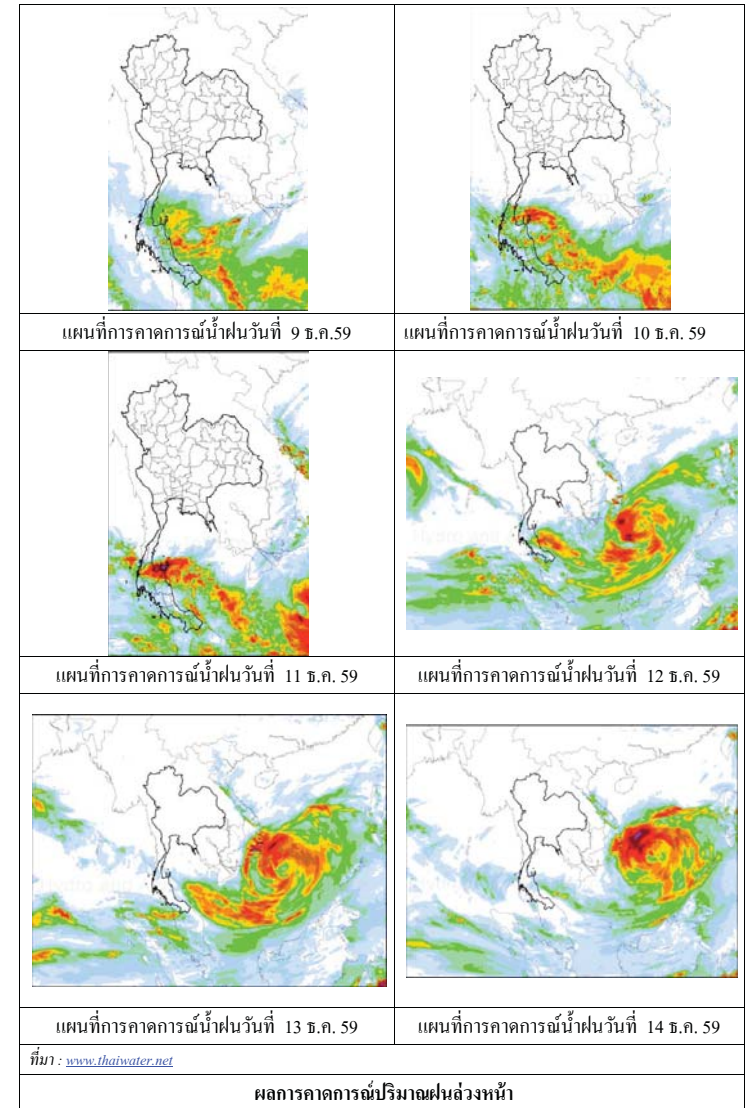 แผนที่การคาดการณ์น้ำฝนวันที่ 9 ธ.ค.59
แผนที่การคาดการณ์น้ำฝนวันที่ 10 ธ.ค. 59
แผนที่การคาดการณ์น้ำฝนวันที่ 11 ธ.ค. 59
แผนที่การคาดการณ์น้ำฝนวันที่ 12 ธ.ค. 59
แผนที่การคาดการณ์น้ำฝนวันที่ 13 ธ.ค. 59
แผนที่การคาดการณ์น้ำฝนวันที่ 14 ธ.ค. 59
ที่มา : www.thaiwater.net
ผลการคาดการณ์ปริมาณฝนล่วงหน้า